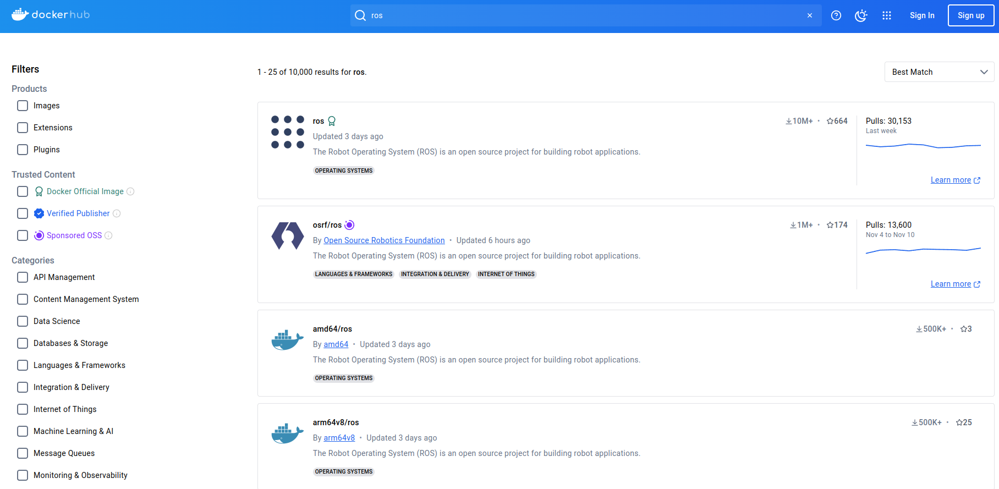 dockerhub
ros
Sign In
Sign up
Filters
Products
Images
Extensions
Plugins
Trusted Content
Docker Official Image
Verified Publisher
Sponsored OSS
Categories
API Management
Content Management System
Data Science
Databases & Storage
Languages & Frameworks
Integration & Delivery
Internet of Things
Machine Learning & AI
Message Queues
Monitoring & Observability
1 - 25 of 10,000 results for ros.
Best Match
ros
10M+ • 664
Updated 3 days ago
The Robot Operating System (ROS) is an open source project for building robot applications.
OPERATING SYSTEMS
Pulls: 30,153
Last week
Learn more
osrf/ros
1M+ • 174
By Open Source Robotics Foundation • Updated 6 hours ago
The Robot Operating System (ROS) is an open source project for building robot applications.
LANGUAGES & FRAMEWORKS INTEGRATION & DELIVERY INTERNET OF THINGS
Pulls: 13,600
Nov 4 to Nov 10
Learn more
amd64/ros
500K+ • 3
By amd64 • Updated 3 days ago
The Robot Operating System (ROS) is an open source project for building robot applications.
OPERATING SYSTEMS
arm64v8/ros
500K+ • 25
By arm64v8 • Updated 3 days ago
The Robot Operating System (ROS) is an open source project for building robot applications.
OPERATING SYSTEMS